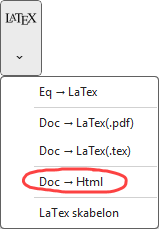 LATEX
Eq → LaTex
Doc → LaTex(.pdf)
Doc → LaTex(.tex)
Doc → Html
LaTex skabelon